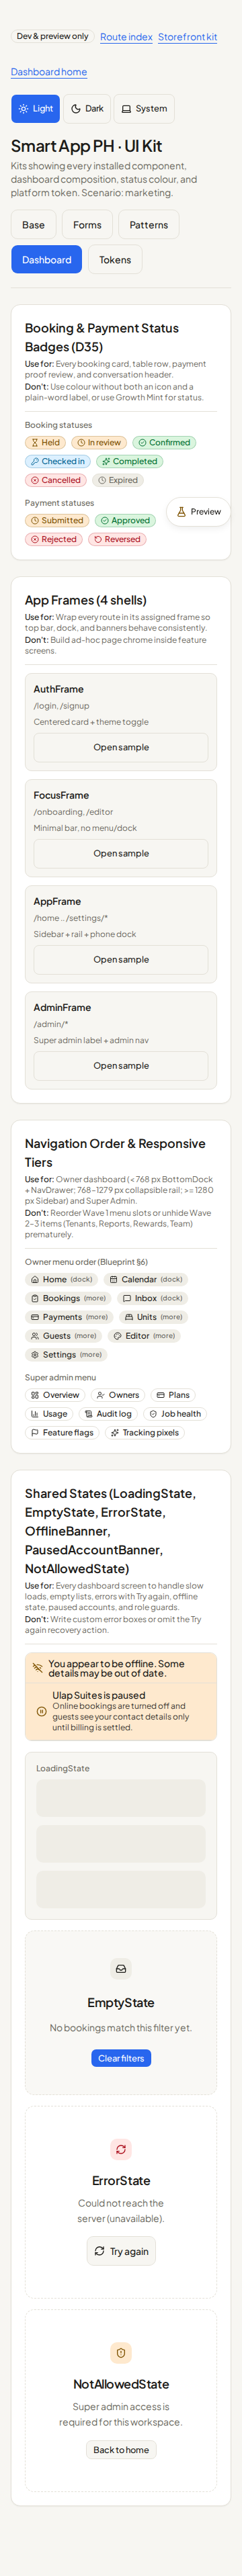 Dev & preview only Route index Storefront kit
Dashboard home
Light Dark System
Smart App PH · UI Kit
Kits showing every installed component,
dashboard composition, status colour, and
platform token. Scenario: marketing.
Base Forms Patterns
Dashboard Tokens
Booking & Payment Status
Badges (D35)
Use for: Every booking card, table row, payment
proof review, and conversation header.
Don't: Use colour without both an icon and a
plain-word label, or use Growth Mint for status.
Booking statuses
Held In review Confirmed
Checked in Completed
Cancelled Expired
Payment statuses
Submitted Approved
Rejected Reversed
Preview
App Frames (4 shells)
Use for: Wrap every route in its assigned frame so
top bar, dock, and banners behave consistently.
Don't: Build ad-hoc page chrome inside feature
screens.
AuthFrame
/login, /signup
Centered card + theme toggle
Open sample
FocusFrame
/onboarding, /editor
Minimal bar, no menu/dock
Open sample
AppFrame
/home .. /settings/*
Sidebar + rail + phone dock
Open sample
AdminFrame
/admin/*
Super admin label + admin nav
Open sample
Navigation Order & Responsive
Tiers
Use for: Owner dashboard (< 768 px BottomDock
+ NavDrawer; 768–1279 px collapsible rail; >= 1280
px Sidebar) and Super Admin.
Don't: Reorder Wave 1 menu slots or unhide Wave
2–3 items (Tenants, Reports, Rewards, Team)
prematurely.
Owner menu order (Blueprint §6)
Home (dock) Calendar (dock)
Bookings (more) Inbox (dock)
Payments (more) Units (more)
Guests (more) Editor (more)
Settings (more)
Super admin menu
Overview Owners Plans
Usage Audit log Job health
Feature flags Tracking pixels
Shared States (LoadingState,
EmptyState, ErrorState,
OfflineBanner,
PausedAccountBanner,
NotAllowedState)
Use for: Every dashboard screen to handle slow
loads, empty lists, errors with Try again, offline
state, paused accounts, and role guards.
Don't: Write custom error boxes or omit the Try
again recovery action.
You appear to be offline. Some
details may be out of date.
Ulap Suites is paused
Online bookings are turned off and
guests see your contact details only
until billing is settled.
LoadingState
EmptyState
No bookings match this filter yet.
Clear filters
ErrorState
Could not reach the
server (unavailable).
Try again
NotAllowedState
Super admin access is
required for this workspace.
Back to home